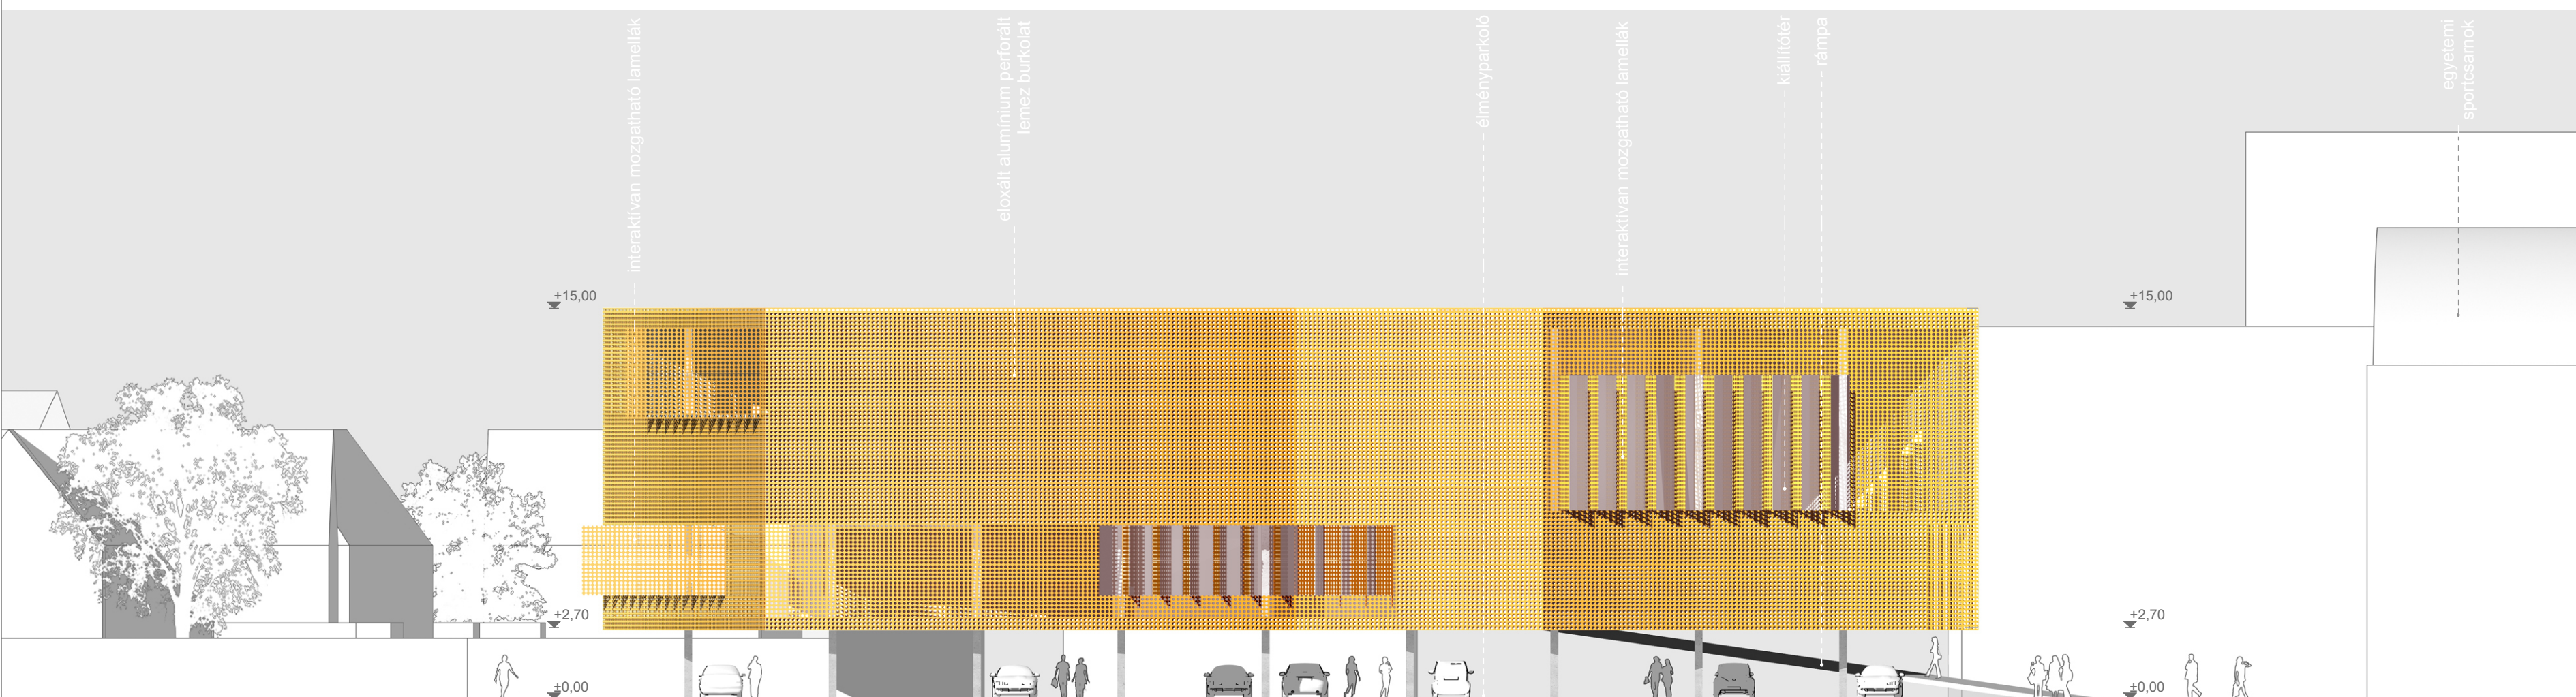 interaktívan mozgatható lamellák
eloxált alumínium perforált
lemez burkolat
élményparkoló
interaktívan mozgatható lamellák
kiállítótér
rámpa
egyetemi
sportcsarnok
+15,00
+15,00
+2,70
+2,70
±0,00
±0,00